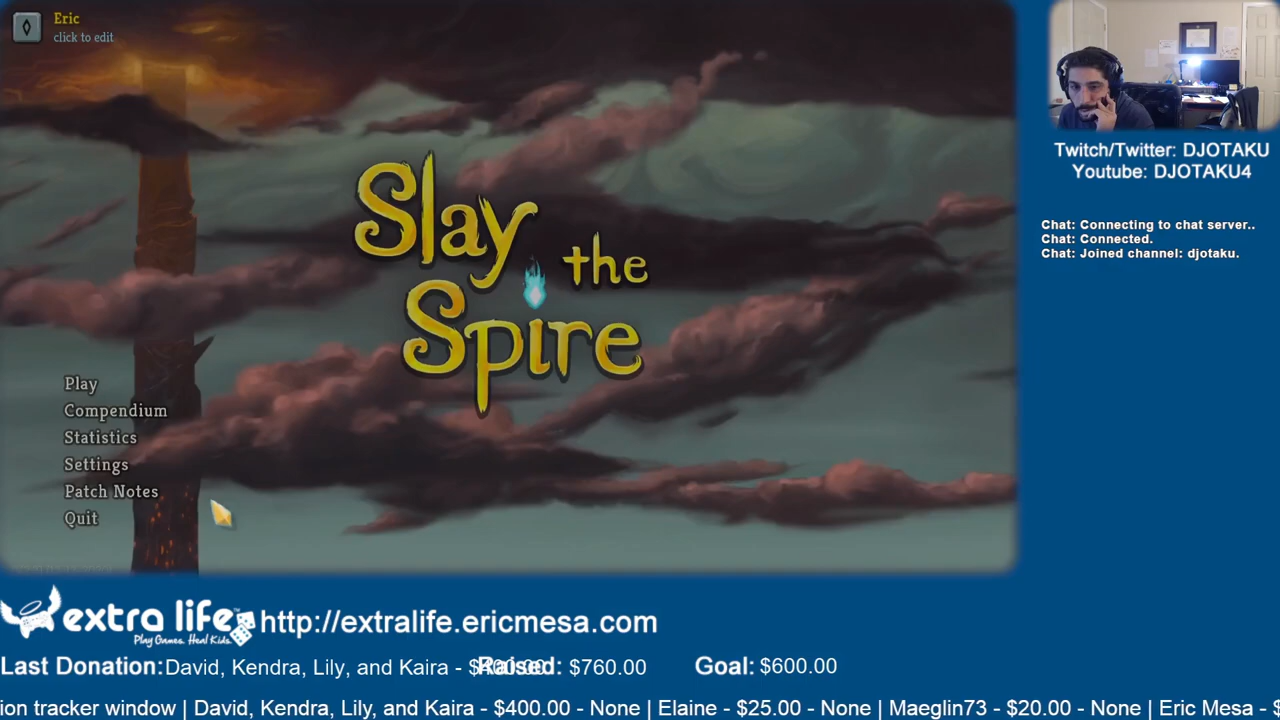 Eric
click to edit
Slay
the
Spire
Play
Compendium
Statistics
Settings
Patch Notes
Quit
Twitch/Twitter: DJOTAKU
Youtube: DJOTAKU4
Chat: Connecting to chat server..
Chat: Connected.
Chat: Joined channel: djotaku.
extra life
Play Games. Heal Kids.
http://extralife.ericmesa.com
Last Donation: David, Kendra, Lily, and Kaira - $400.00 Raised: $760.00 Goal: $600.00
ion tracker window | David, Kendra, Lily, and Kaira - $400.00 - None | Elaine - $25.00 - None | Maeglin73 - $20.00 - None | Eric Mesa - $